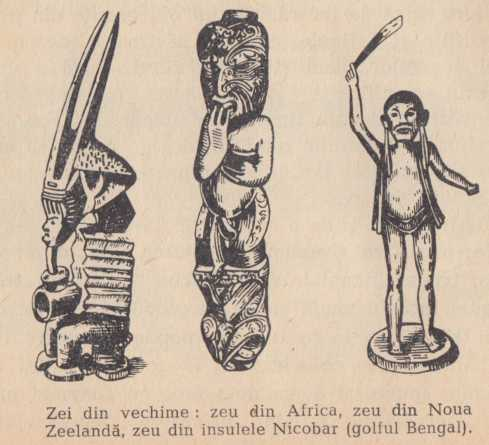 Zei din vechime : zeu din Africa, zeu din Noua
Zeelandă, zeu din insulele Nicobar (golful Bengal).